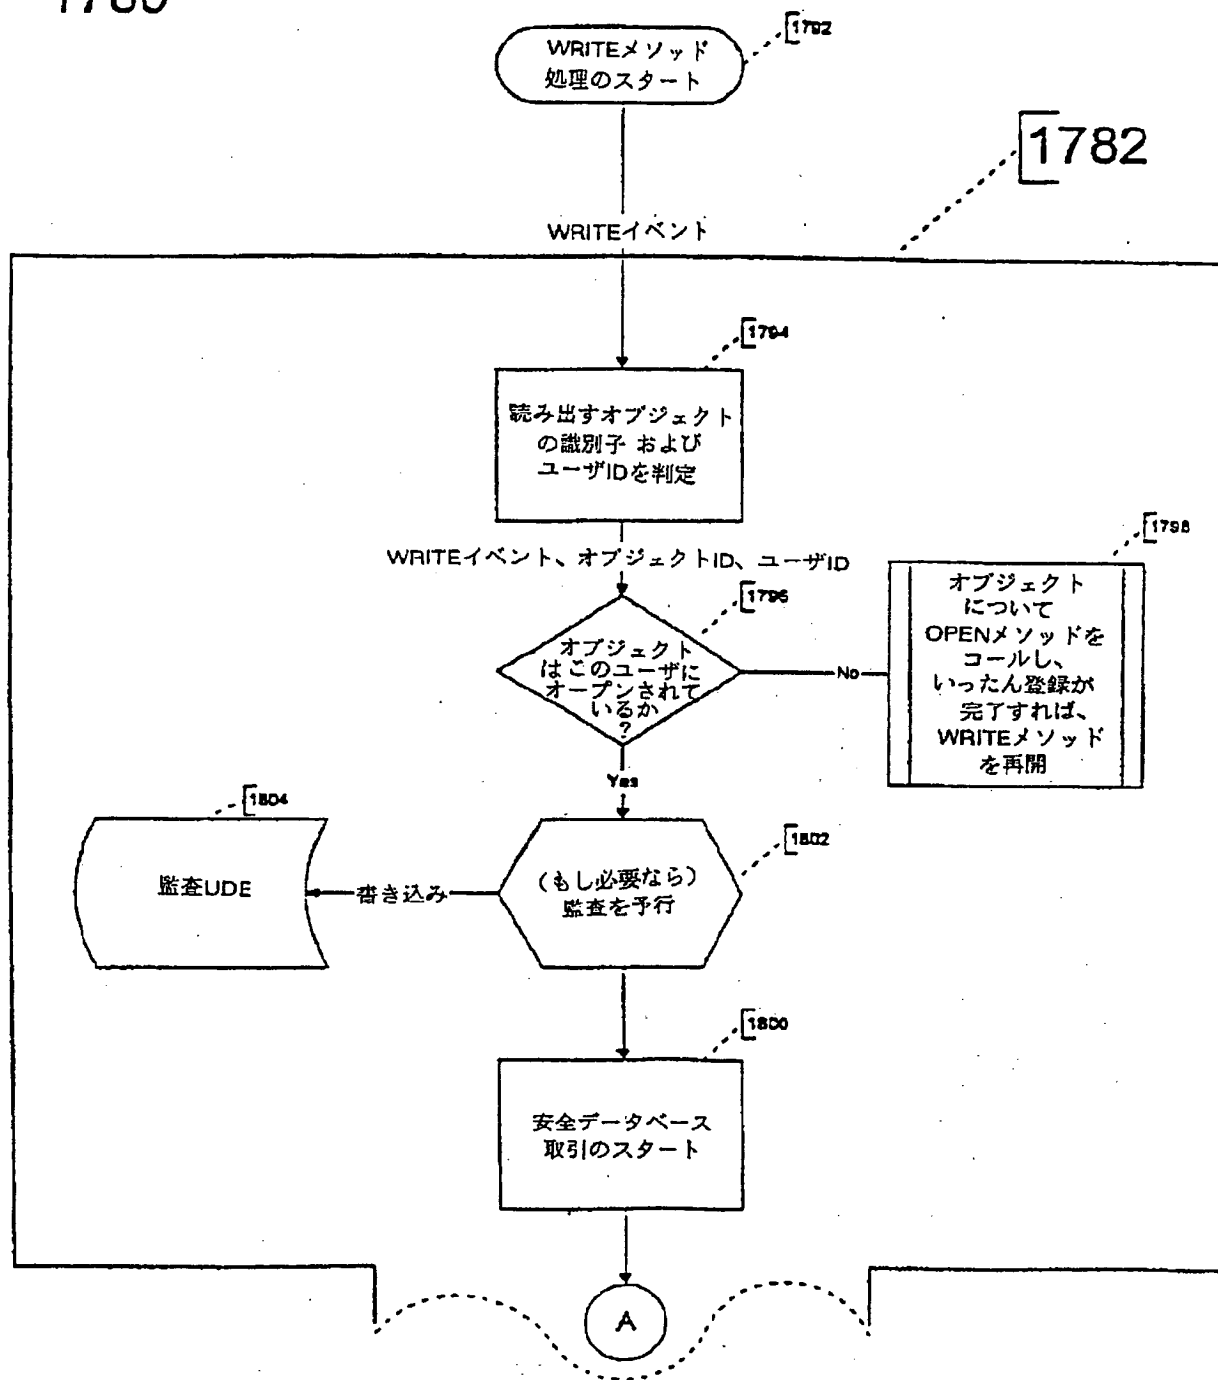 1792
WRITEメソッド
処理のスタート
1782
WRITEイベント
1794
読み出すオブジェクト
の識別子 および
ユーザIDを判定
WRITEイベント、オブジェクトID、ユーザID
1798
オブジェクト
について
OPENメソッドを
コールし、
いったん登録が
完了すれば、
WRITEメソッド
を再開
1796
オブジェクト
はこのユーザに
オープンされて
いるか
?
No
Yes
1804
監査UDE
書き込み
1802
(もし必要なら)
監査を予行
1800
安全データベース
取引のスタート
A